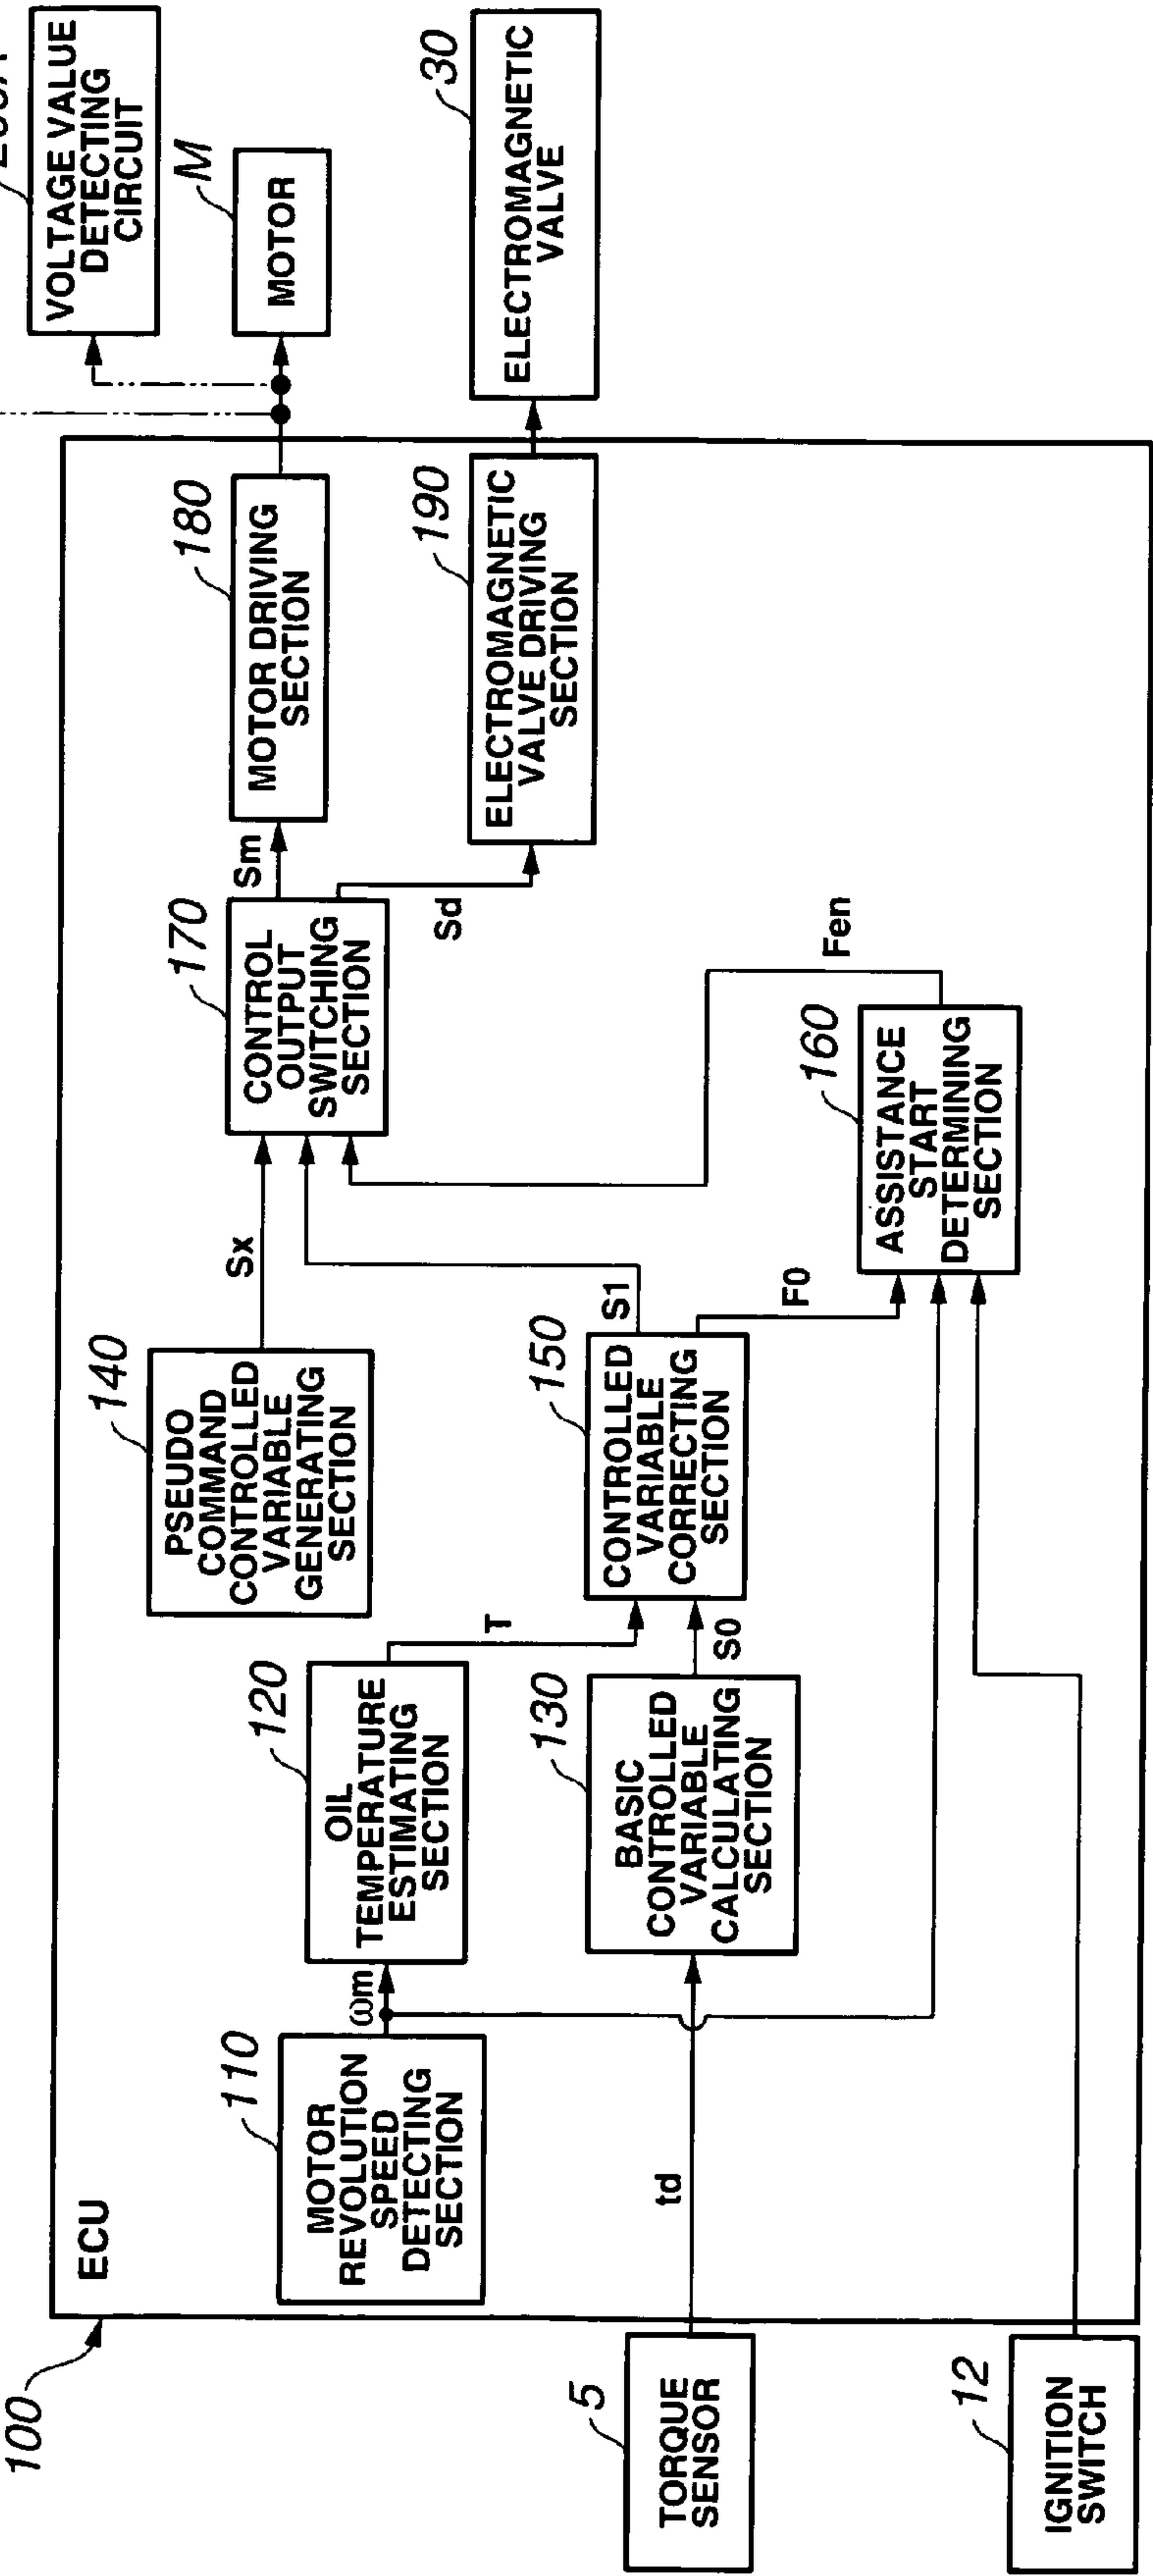 100
ECU
110
MOTOR
REVOLUTION
SPEED
DETECTING
SECTION
ωm
120
OIL
TEMPERATURE
ESTIMATING
SECTION
T
140
PSEUDO
COMMAND
CONTROLLED
VARIABLE
GENERATING
SECTION
Sx
170
CONTROL
OUTPUT
SWITCHING
SECTION
Sm
Sd
180
MOTOR DRIVING
SECTION
VOLTAGE VALUE
DETECTING
CIRCUIT
M
MOTOR
190
ELECTROMAGNETIC
VALVE DRIVING
SECTION
30
ELECTROMAGNETIC
VALVE
5
TORQUE
SENSOR
td
130
BASIC
CONTROLLED
VARIABLE
CALCULATING
SECTION
S0
150
CONTROLLED
VARIABLE
CORRECTING
SECTION
S1
F0
160
ASSISTANCE
START
DETERMINING
SECTION
Fen
12
IGNITION
SWITCH